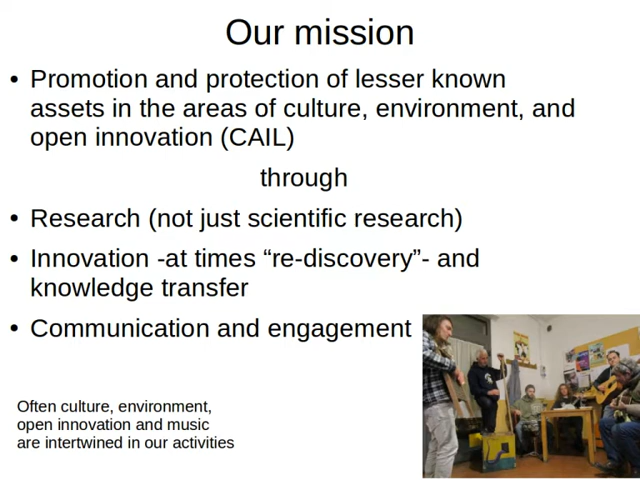 Our mission
• Promotion and protection of lesser known
assets in the areas of culture, environment, and
open innovation (CAIL)
through
• Research (not just scientific research)
• Innovation -at times “re-discovery”- and
knowledge transfer
• Communication and engagement
Often culture, environment,
open innovation and music
are intertwined in our activities